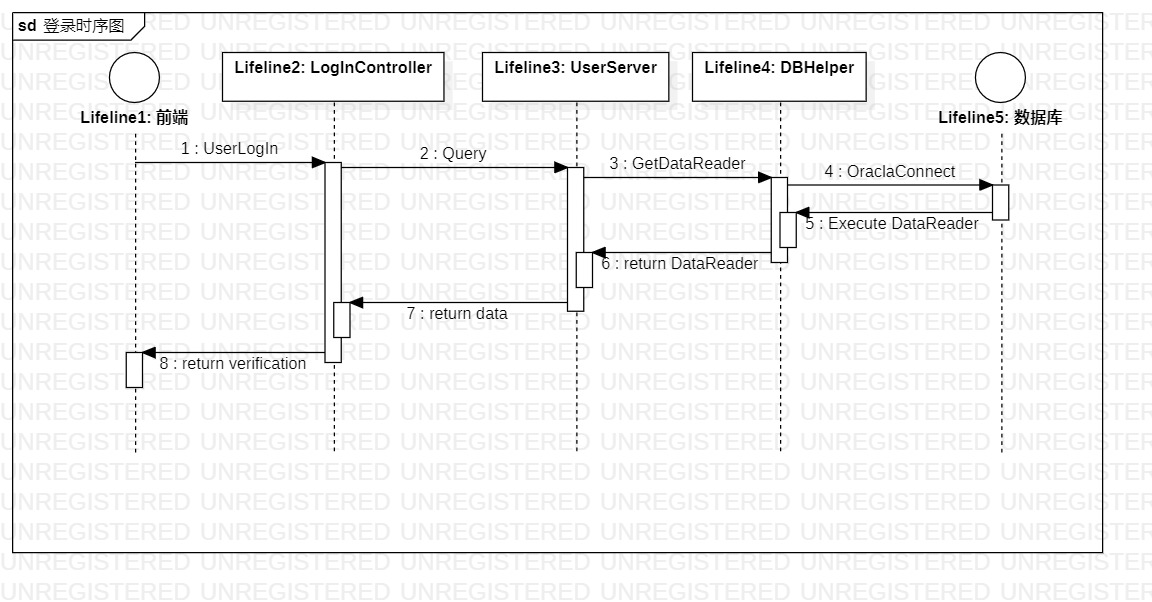 sd 登录时序图
Lifeline2: LogInController
Lifeline3: UserServer
Lifeline4: DBHelper
Lifeline1: 前端
Lifeline5: 数据库
1 : UserLogIn
2 : Query
3 : GetDataReader
4 : OraclaConnect
5 : Execute DataReader
6 : return DataReader
7 : return data
8 : return verification
UNREGISTERED